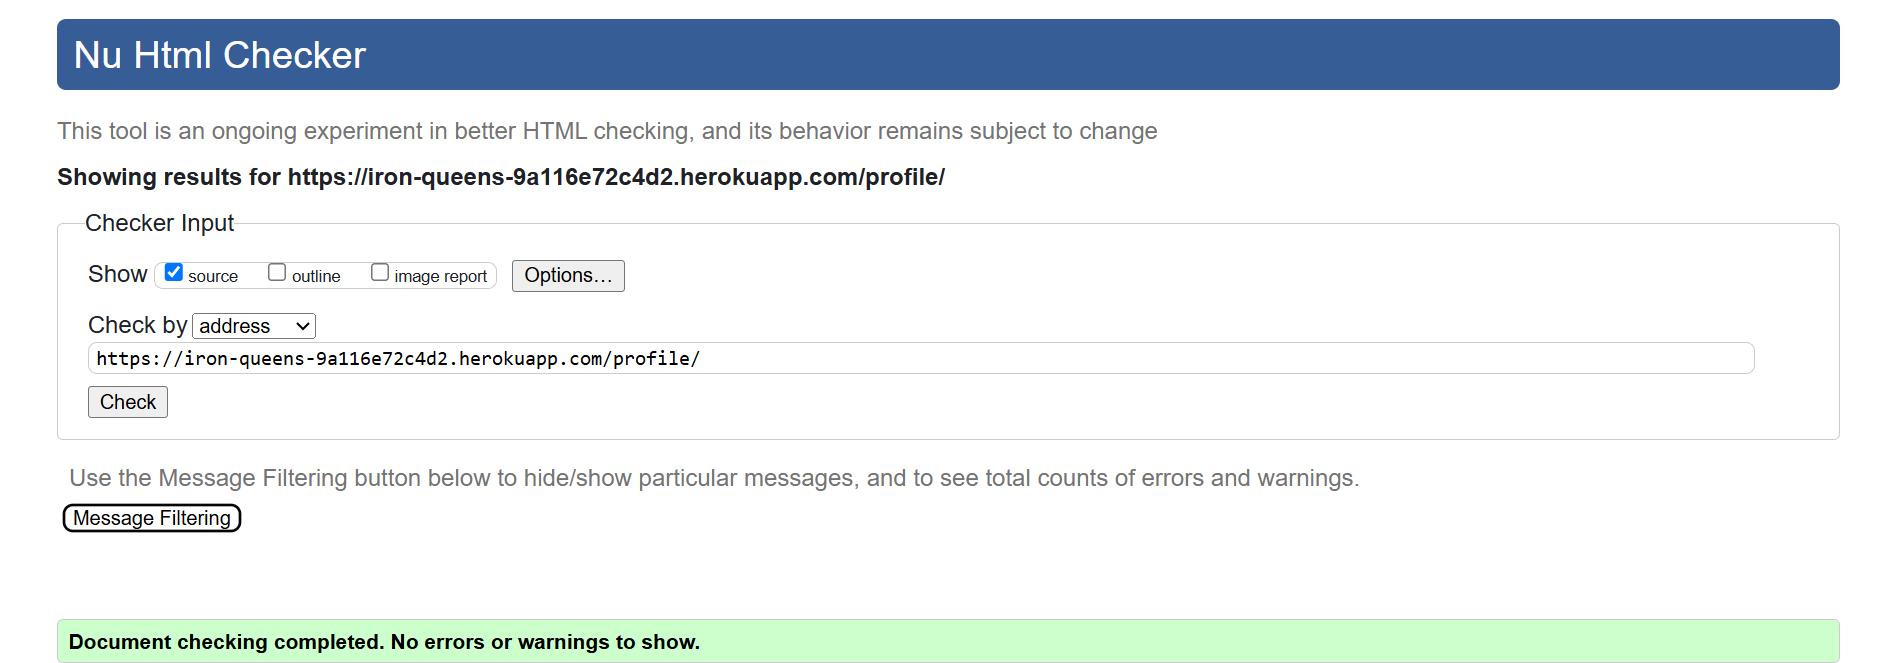 Nu Html Checker
This tool is an ongoing experiment in better HTML checking, and its behavior remains subject to change
Showing results for https://iron-queens-9a116e72c4d2.herokuapp.com/profile/
Checker Input
Show source outline image report Options...
Check by address
https://iron-queens-9a116e72c4d2.herokuapp.com/profile/
Check
Use the Message Filtering button below to hide/show particular messages, and to see total counts of errors and warnings.
Message Filtering
Document checking completed. No errors or warnings to show.